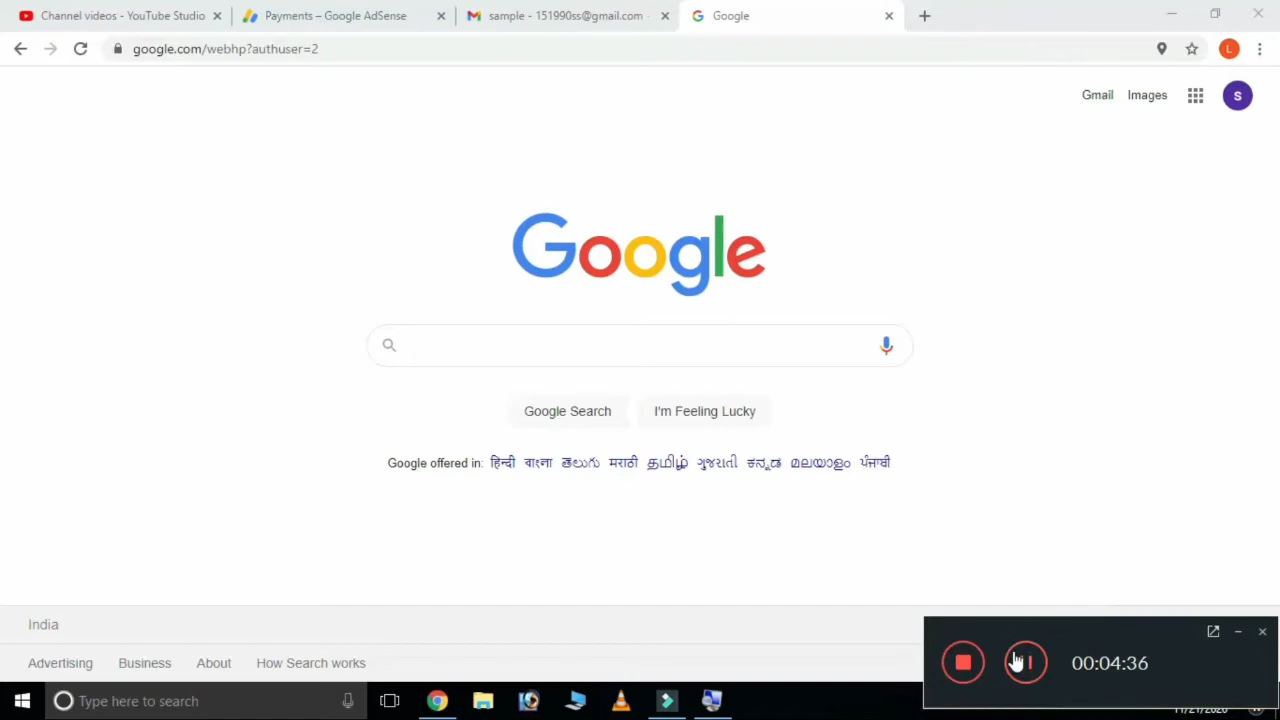 Channel videos - YouTube Studio
Payments – Google AdSense
sample - 151990ss@gmail.com
Google
google.com/webhp?authuser=2
L
Gmail Images
S
Google
Google Search I'm Feeling Lucky
Google offered in: हिन्दी বাংলা తెలుగు मराठी தமிழ் ગુજરાતી ಕನ್ನಡ മലയാളം ਪੰਜਾਬੀ
India
00:04:36
Advertising Business About How Search works
Type here to search